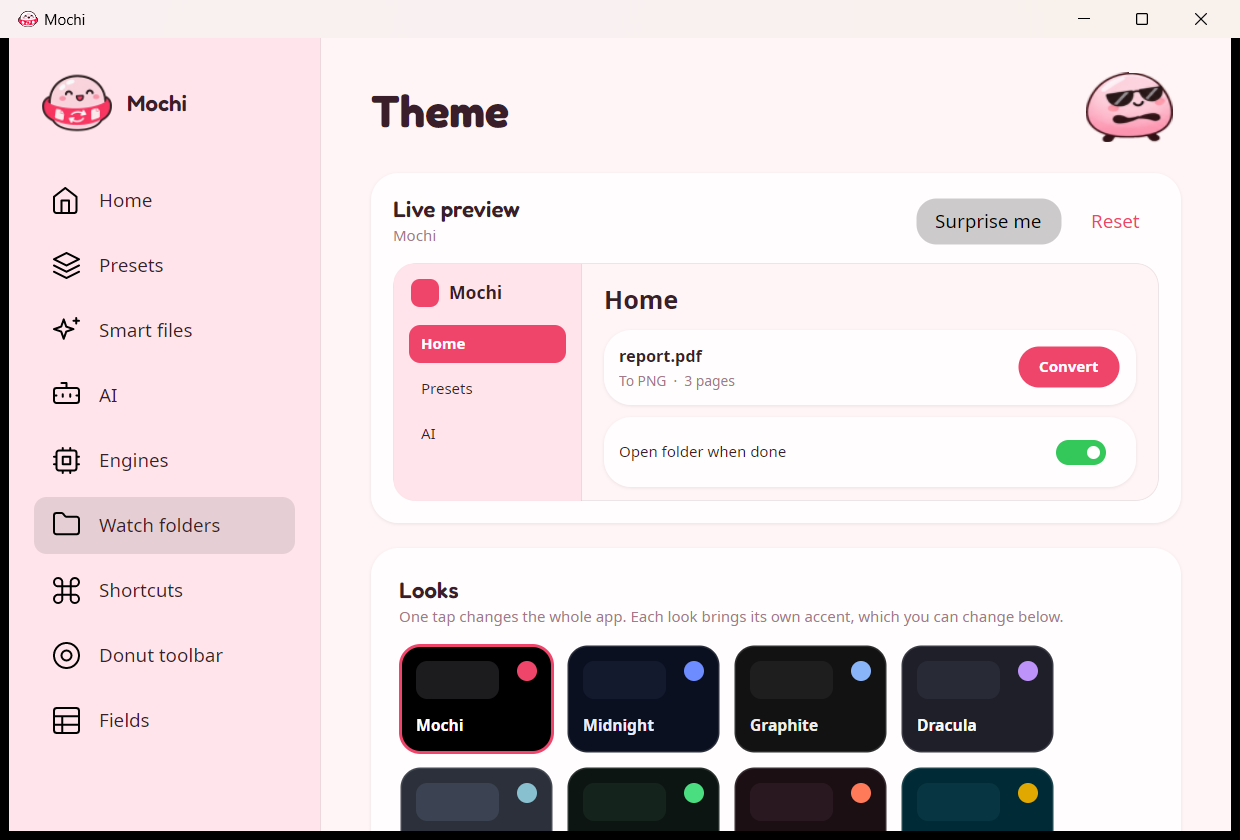 Mochi
Mochi
Home
Presets
Smart files
AI
Engines
Watch folders
Shortcuts
Donut toolbar
Fields
Theme
Live preview
Mochi
Surprise me
Reset
Mochi
Home
Presets
AI
Home
report.pdf
To PNG · 3 pages
Convert
Open folder when done
Looks
One tap changes the whole app. Each look brings its own accent, which you can change below.
Mochi
Midnight
Graphite
Dracula